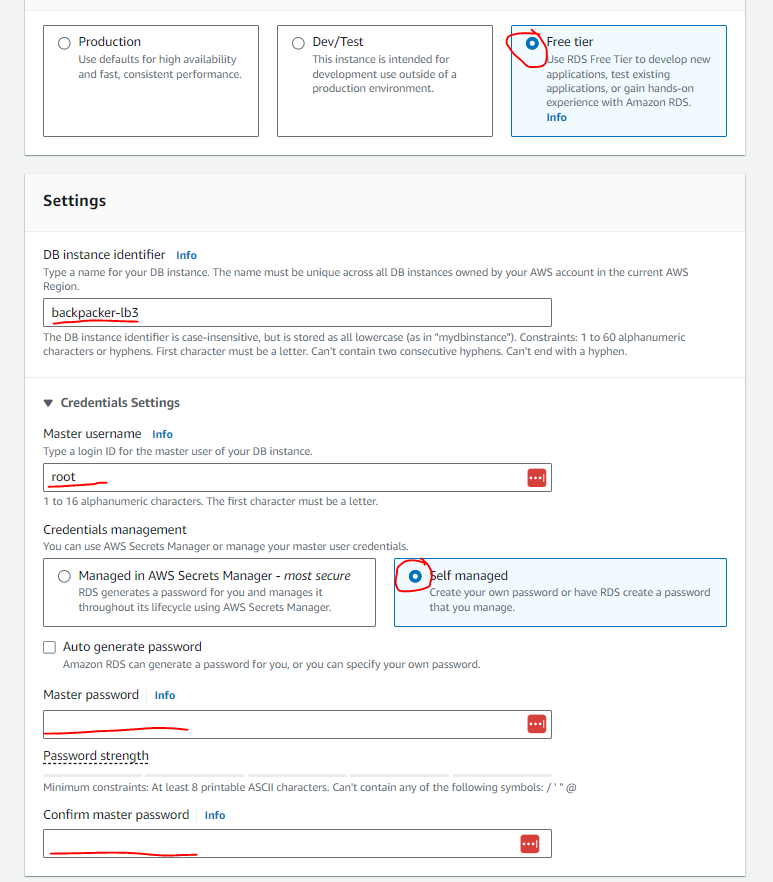 Production
Use defaults for high availability
and fast, consistent performance.
Dev/Test
This instance is intended for
development use outside of a
production environment.
Free tier
Use RDS Free Tier to develop new
applications, test existing
applications, or gain hands-on
experience with Amazon RDS.
Info
Settings
DB instance identifier Info
Type a name for your DB instance. The name must be unique across all DB instances owned by your AWS account in the current AWS
Region.
backpacker-lb3
The DB instance identifier is case-insensitive, but is stored as all lowercase (as in "mydbinstance"). Constraints: 1 to 60 alphanumeric
characters or hyphens. First character must be a letter. Can't contain two consecutive hyphens. Can't end with a hyphen.
Credentials Settings
Master username Info
Type a login ID for the master user of your DB instance.
root
1 to 16 alphanumeric characters. The first character must be a letter.
Credentials management
You can use AWS Secrets Manager or manage your master user credentials.
Managed in AWS Secrets Manager - most secure
RDS generates a password for you and manages it
throughout its lifecycle using AWS Secrets Manager.
Self managed
Create your own password or have RDS create a password
that you manage.
Auto generate password
Amazon RDS can generate a password for you, or you can specify your own password.
Master password Info
Password strength
Minimum constraints: At least 8 printable ASCII characters. Can't contain any of the following symbols: / ' " @
Confirm master password Info